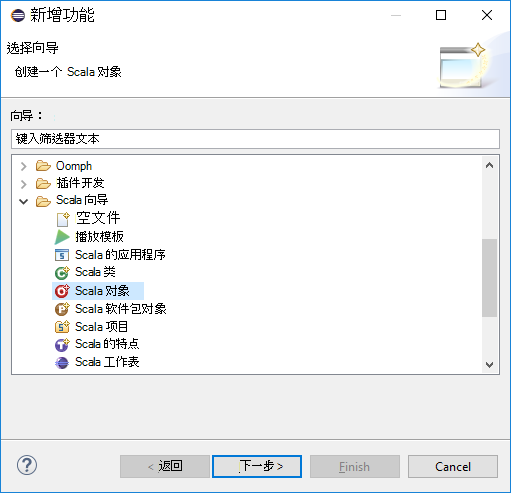 新增功能
选择向导
创建一个 Scala 对象
向导：
键入筛选器文本
Oomph
插件开发
Scala 向导
空文件
播放模板
Scala 的应用程序
Scala 类
Scala 对象
Scala 软件包对象
Scala 项目
Scala 的特点
Scala 工作表
? < 返回 下一步 > Finish Cancel